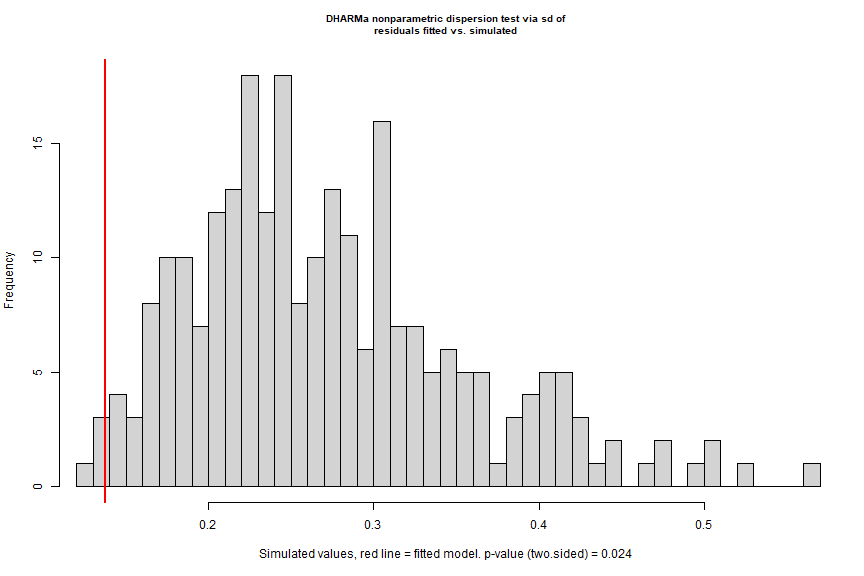 DHARMa nonparametric dispersion test via sd of
residuals fitted vs. simulated
15
10
5
0
Frequency
0.2 0.3 0.4 0.5
Simulated values, red line = fitted model. p-value (two.sided) = 0.024